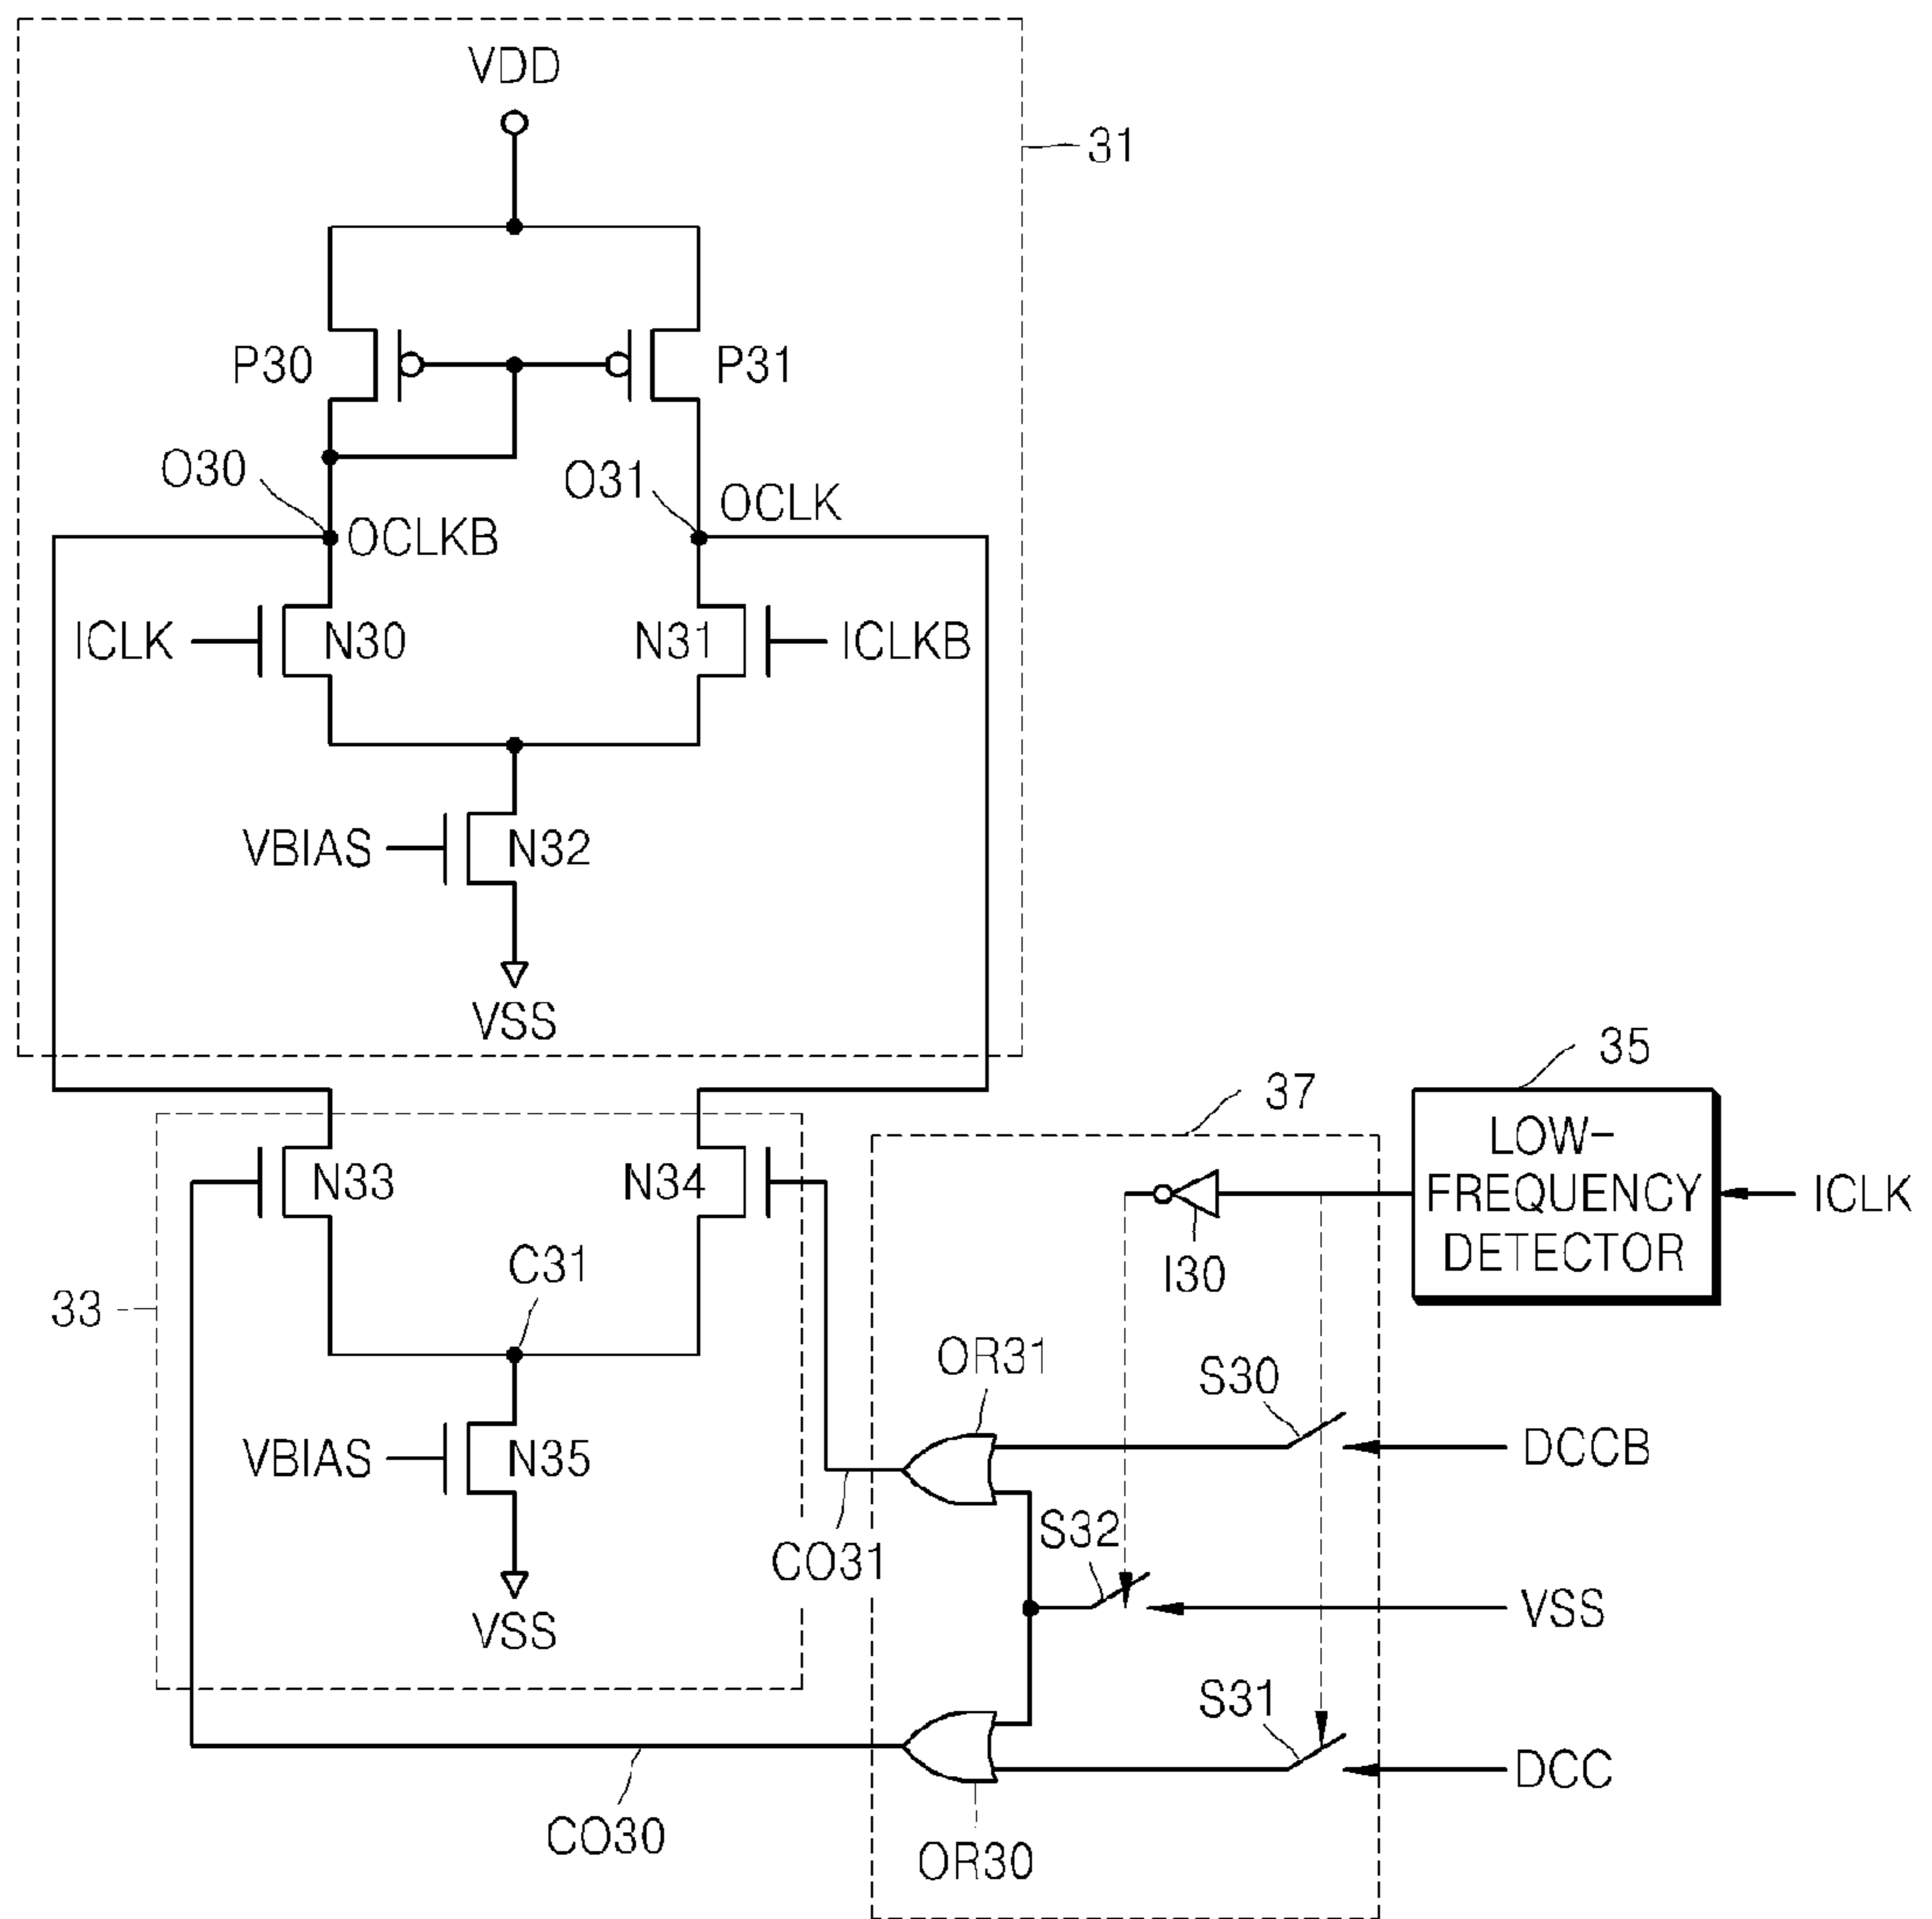 VDD
31
P30
P31
O30
O31
OCLK
OCLKB
ICLK
N30
N31
ICLKB
VBIAS
N32
VSS
35
37
LOW-
FREQUENCY
DETECTOR
ICLK
N33
N34
I30
C31
33
OR31
S30
DCCB
VBIAS
N35
S32
CO31
VSS
VSS
S31
DCC
CO30
OR30